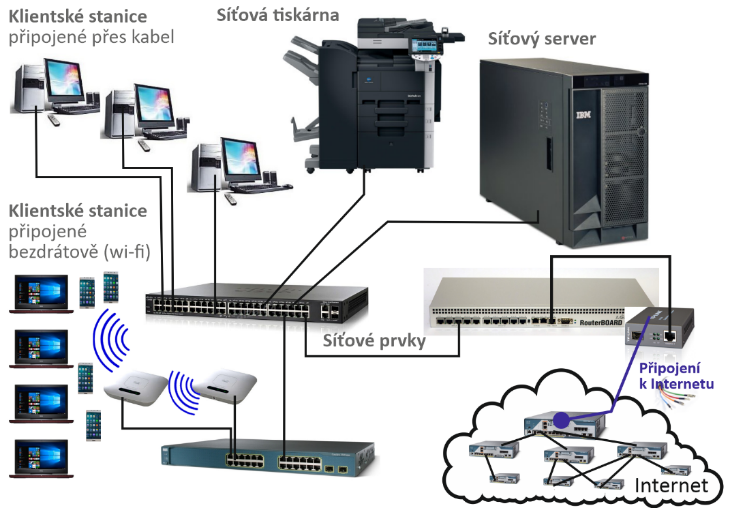 Klientské stanice
připojené přes kabel
Síťová tiskárna
Síťový server
IBM
Klientské stanice
připojené
bezdrátově (wi-fi)
RouterBOARD
Síťové prvky
Připojení
k Internetu
Internet